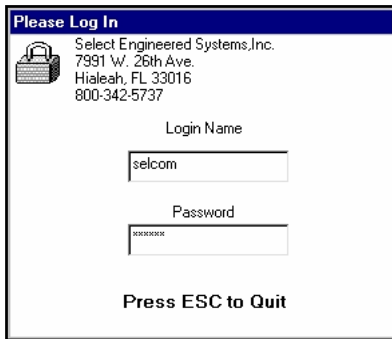 Please Log In
Select Engineered Systems,Inc.
7991 W. 26th Ave.
Hialeah, FL 33016
800-342-5737
Login Name
selcom
Password
××××××
Press ESC to Quit